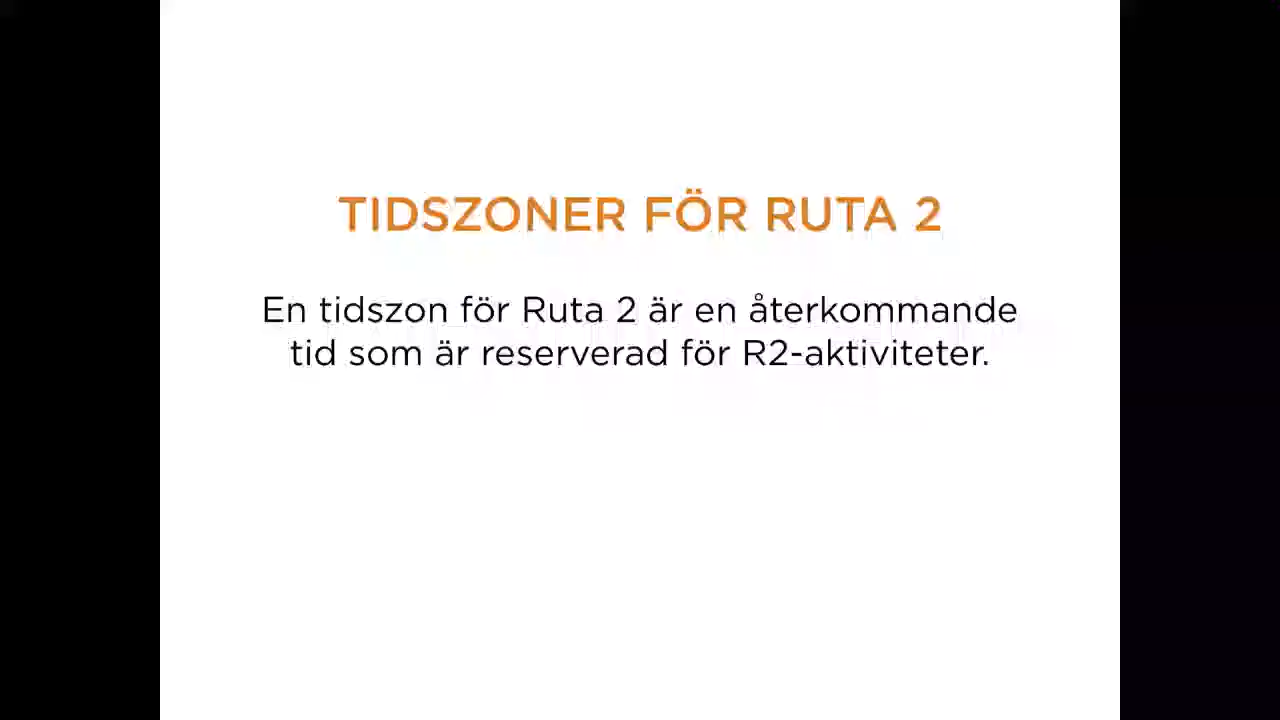 TIDSZONER FÖR RUTA 2
En tidszon för Ruta 2 är en återkommande
tid som är reserverad för R2-aktiviteter.